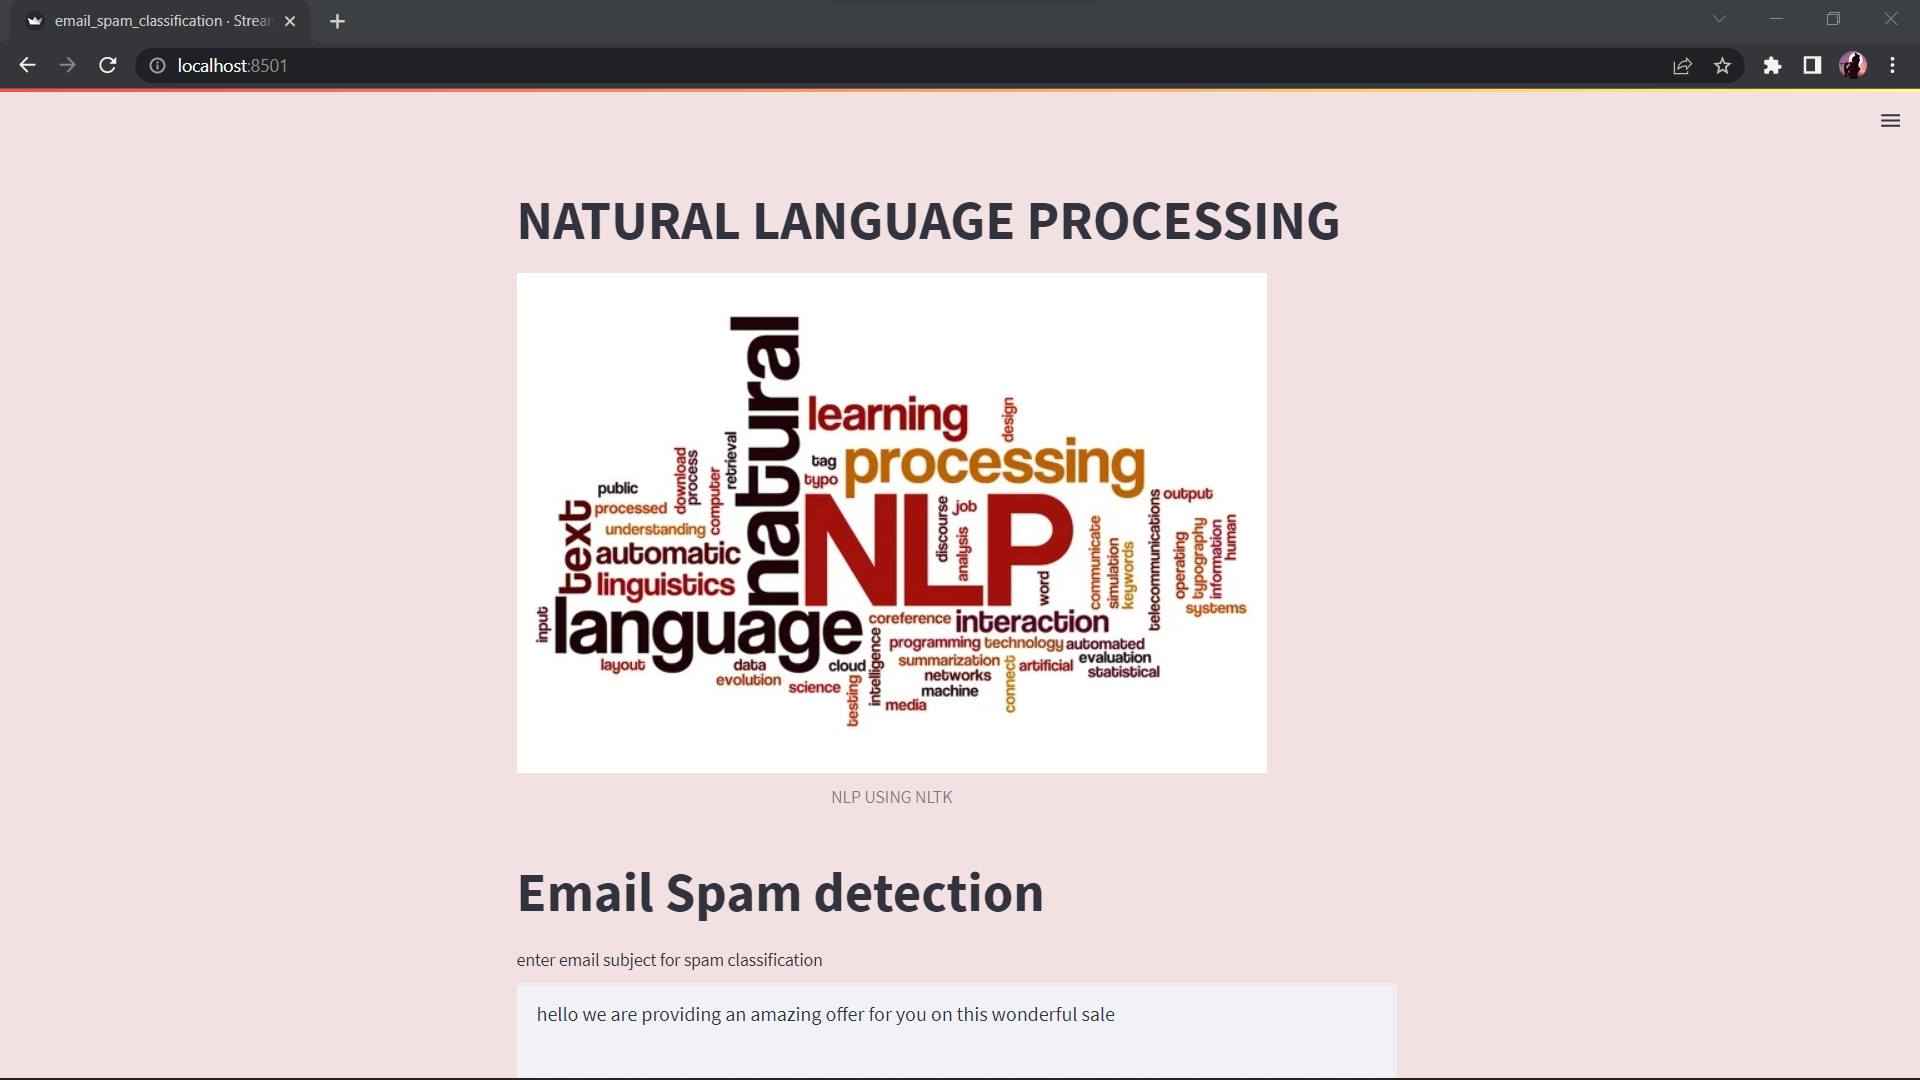 email_spam_classification · Stream
localhost:8501
NATURAL LANGUAGE PROCESSING
natural
learning
design
processing
tag
typo
retrieval
download
process
computer
public
processed
understanding
text
automatic
linguistics
NLP
discourse
job
analysis
word
communicate
simulation
keywords
telecommunications
output
operating
typography
information
human
systems
input
language
coreference
interaction
programming
technology
automated
layout
data
cloud
intelligence
summarization
connect
artificial
evaluation
statistical
evolution
science
testing
networks
machine
media
NLP USING NLTK
Email Spam detection
enter email subject for spam classification
hello we are providing an amazing offer for you on this wonderful sale